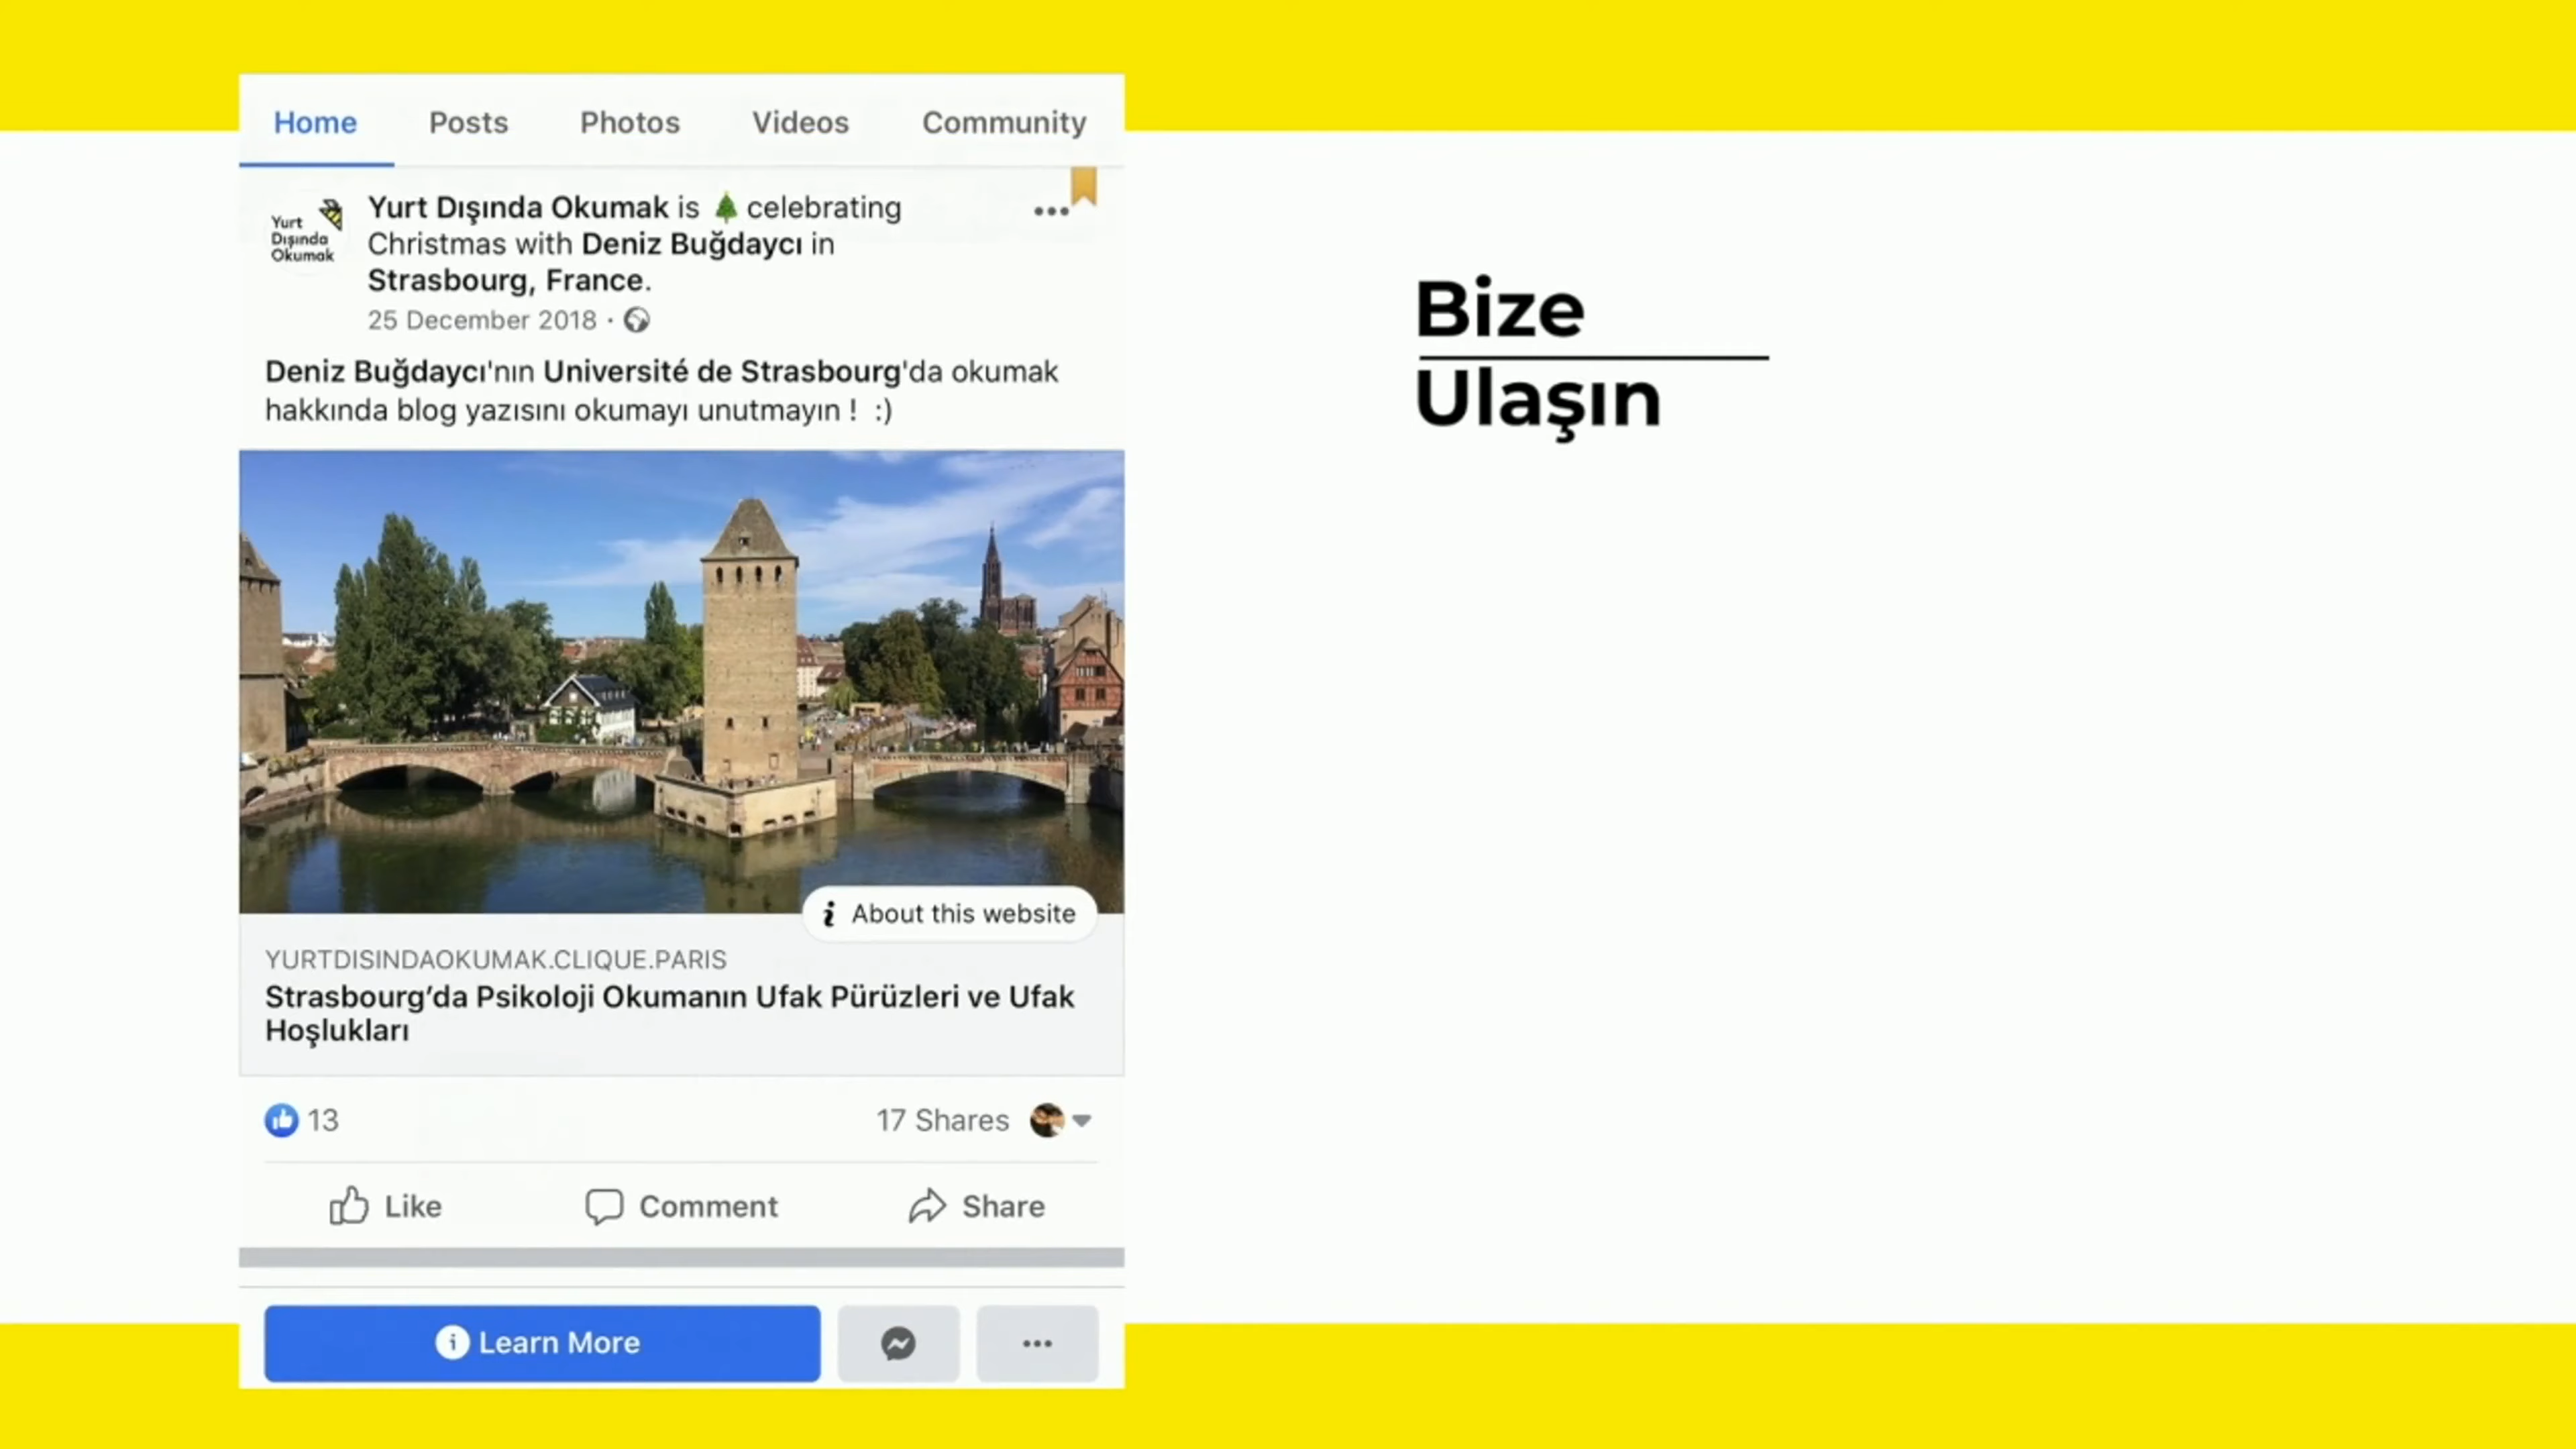 Home Posts Photos Videos Community
Yurt
Dışında
Okumak
Yurt Dışında Okumak is celebrating
Christmas with Deniz Buğdaycı in
Strasbourg, France.
25 December 2018 ·
Deniz Buğdaycı'nın Université de Strasbourg'da okumak
hakkında blog yazısını okumayı unutmayın ! :)
About this website
YURTDISINDAOKUMAK.CLIQUE.PARIS
Strasbourg’da Psikoloji Okumanın Ufak Pürüzleri ve Ufak
Hoşlukları
13 17 Shares
Like Comment Share
Learn More
Bize
Ulaşın